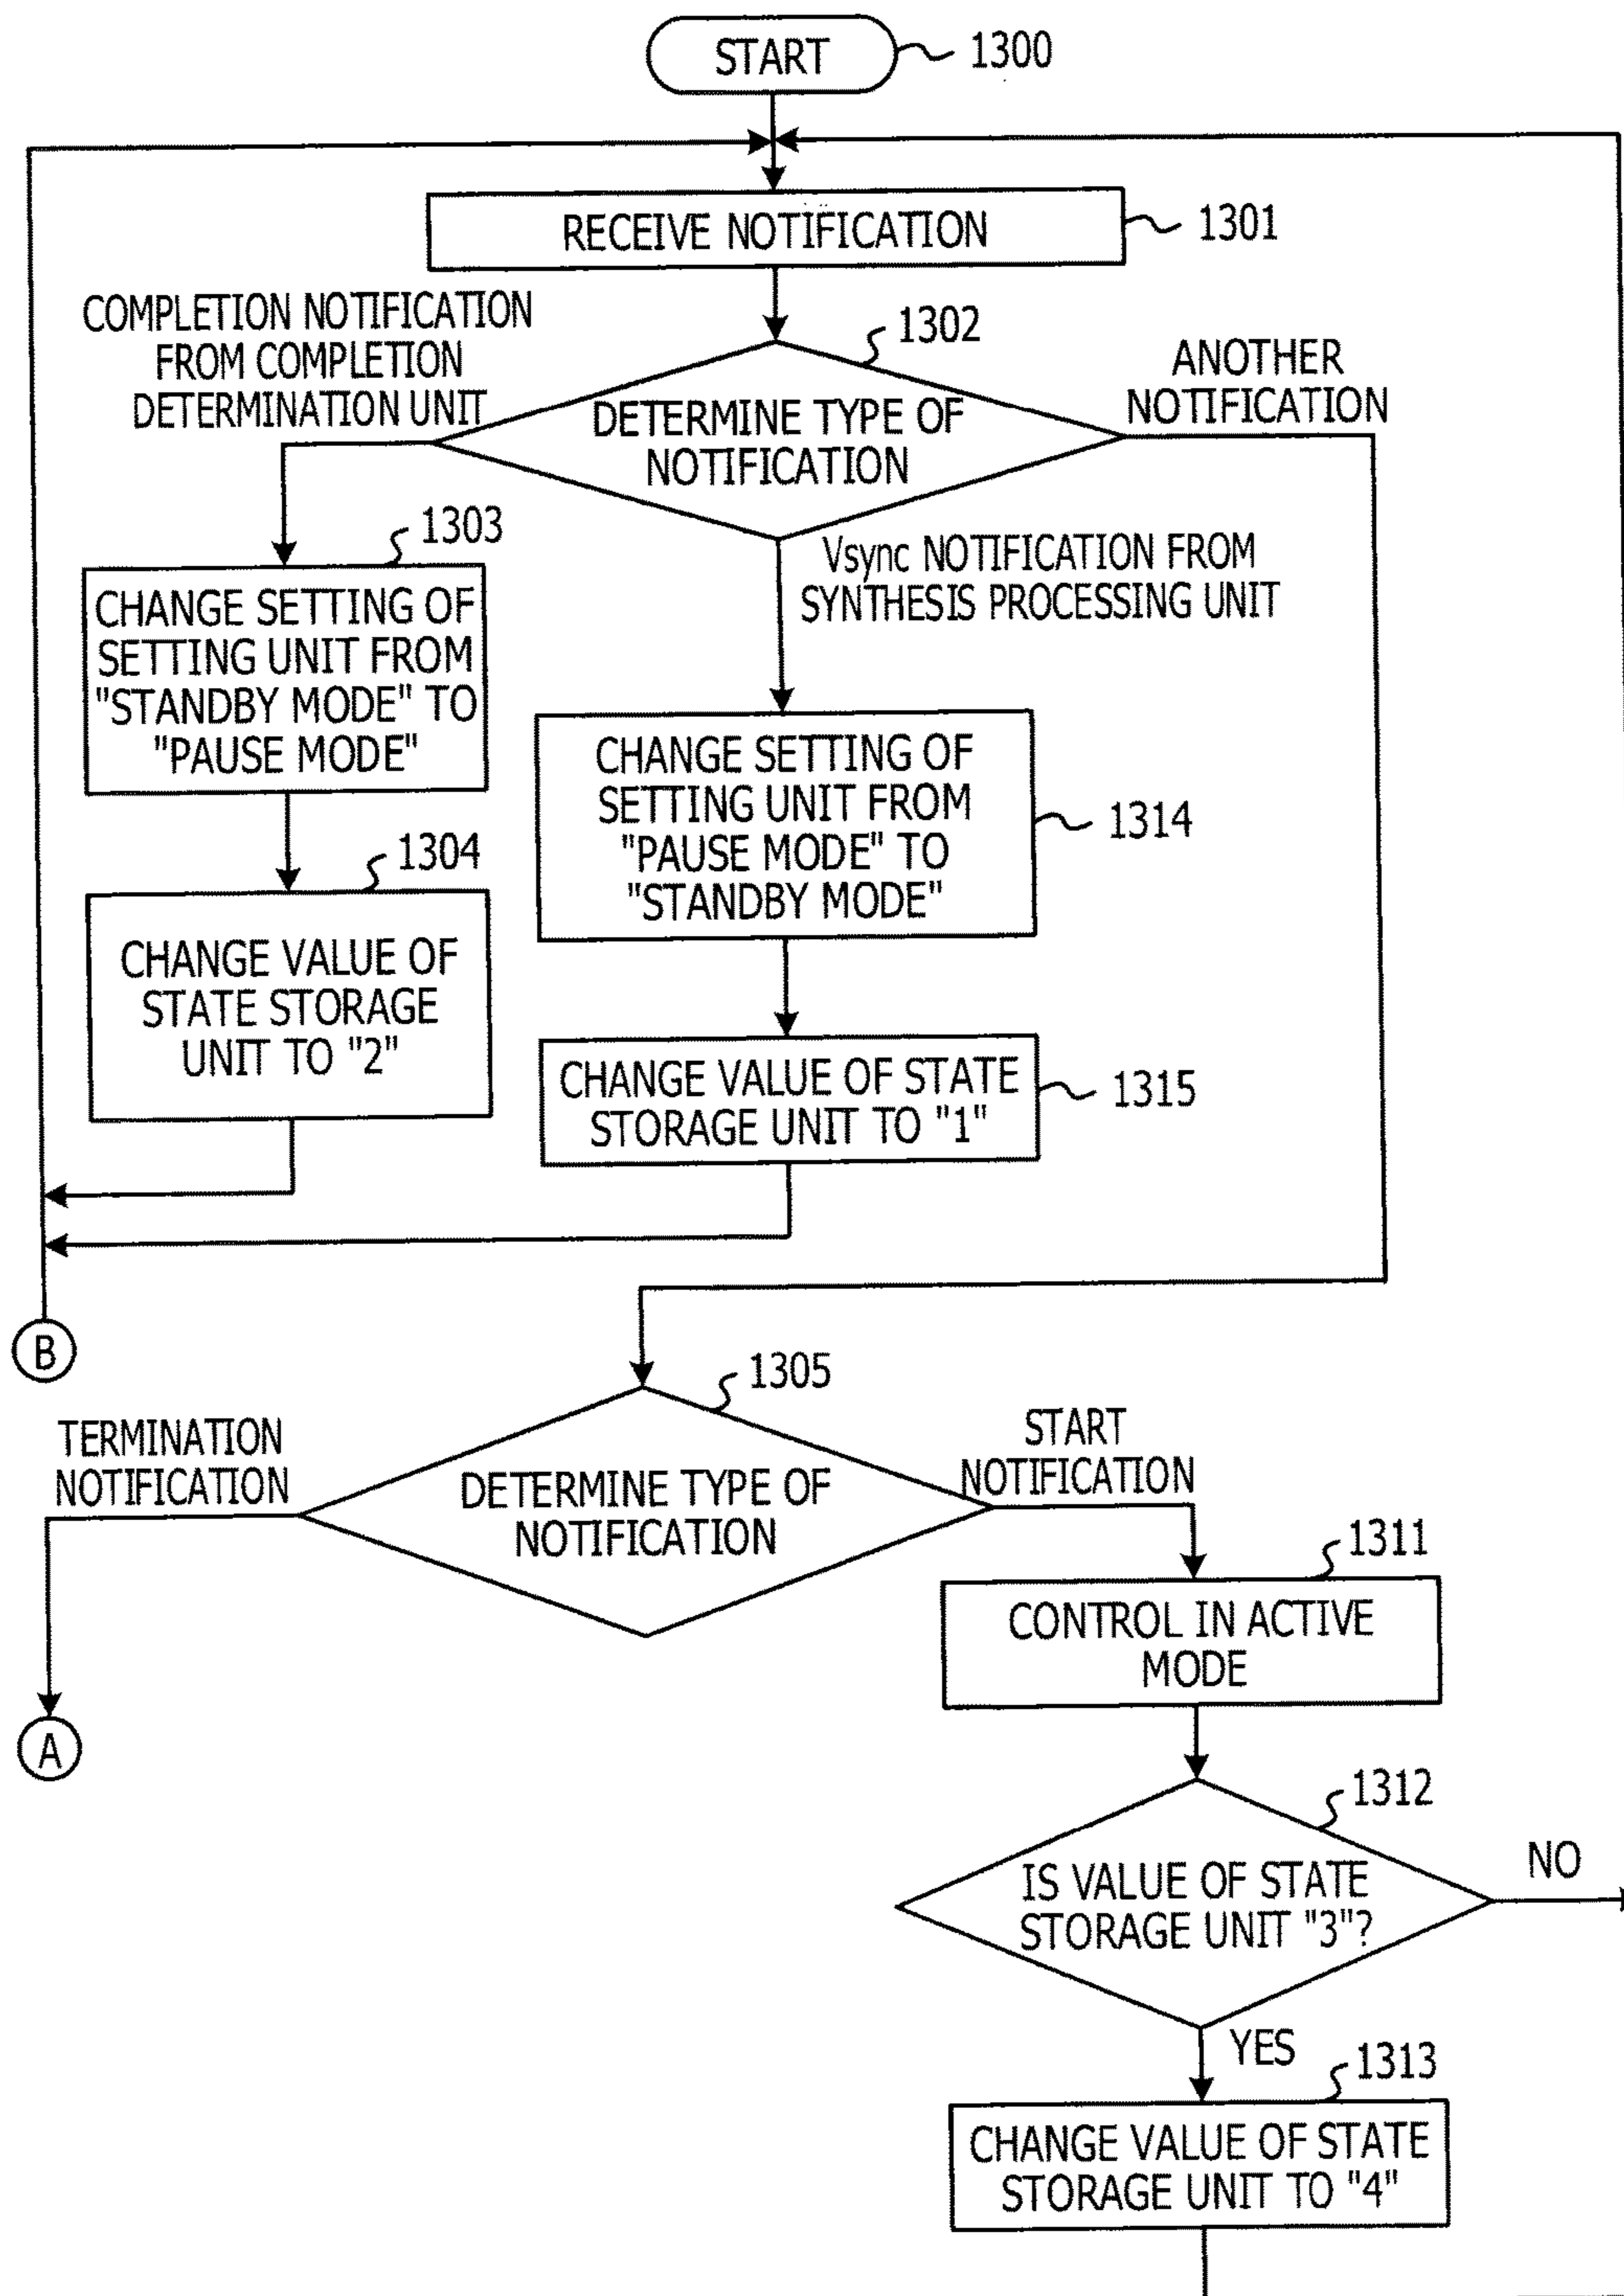 START
1300
RECEIVE NOTIFICATION
1301
COMPLETION NOTIFICATION
FROM COMPLETION
DETERMINATION UNIT
1302
ANOTHER
NOTIFICATION
DETERMINE TYPE OF
NOTIFICATION
1303
Vsync NOTIFICATION FROM
SYNTHESIS PROCESSING UNIT
CHANGE SETTING OF
SETTING UNIT FROM
"STANDBY MODE" TO
"PAUSE MODE"
CHANGE SETTING OF
SETTING UNIT FROM
"PAUSE MODE" TO
"STANDBY MODE"
1314
1304
CHANGE VALUE OF
STATE STORAGE
UNIT TO "2"
CHANGE VALUE OF STATE
STORAGE UNIT TO "1"
1315
B
1305
TERMINATION
NOTIFICATION
DETERMINE TYPE OF
NOTIFICATION
START
NOTIFICATION
1311
CONTROL IN ACTIVE
MODE
A
1312
IS VALUE OF STATE
STORAGE UNIT "3"?
NO
YES
1313
CHANGE VALUE OF STATE
STORAGE UNIT TO "4"